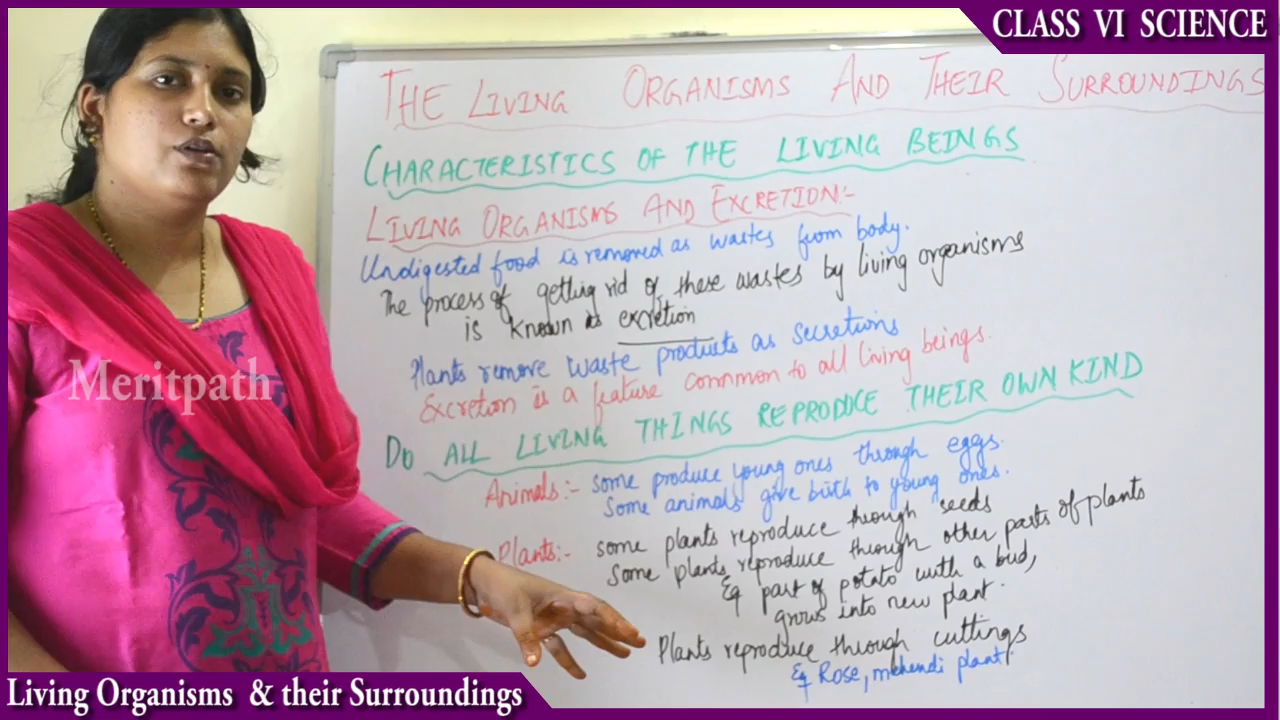 CLASS VI SCIENCE
THE LIVING ORGANISMS AND THEIR SURROUNDINGS
CHARACTERISTICS OF THE LIVING BEINGS
LIVING ORGANISMS AND EXCRETION:-
Undigested food is removed as wastes from body.
The process of getting rid of these wastes by living organisms
is known as excretion
Plants remove waste products as secretions
Excretion is a feature common to all living beings.
DO ALL LIVING THINGS REPRODUCE THEIR OWN KIND
Animals:- some produce young ones through eggs.
Some animals give birth to young ones.
Plants:- some plants reproduce through seeds
Some plants reproduce through other parts of plants
Eg part of potato with a bud,
grows into new plant.
Plants reproduce through cuttings
Eg Rose, mehendi plant.
Meritpath
Living Organisms & their Surroundings